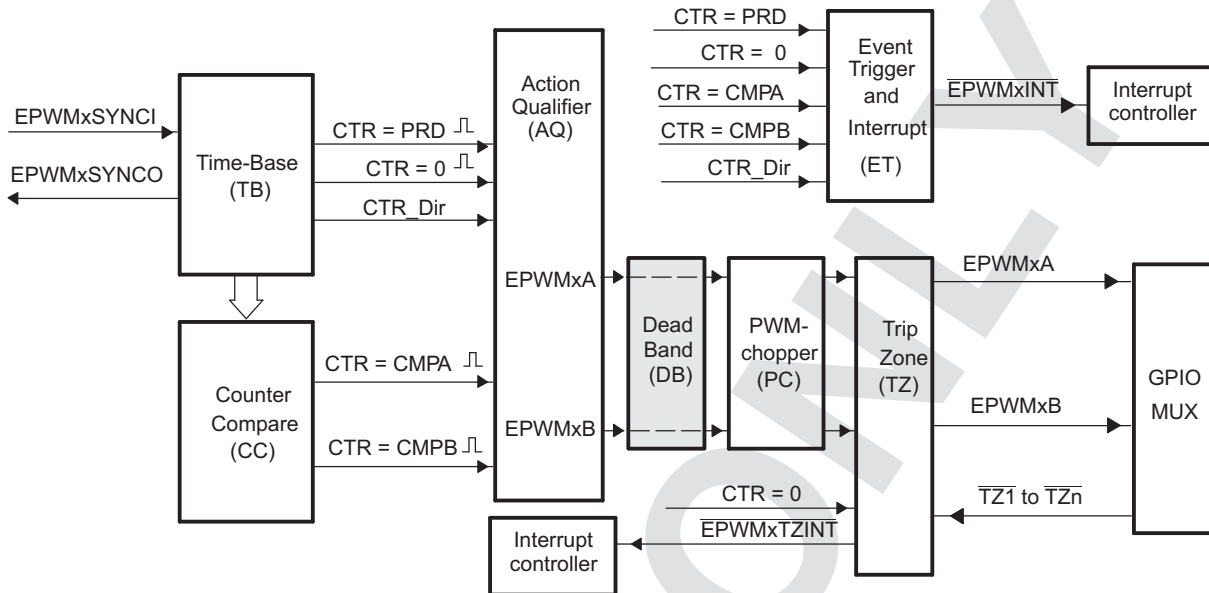 EPWMxSYNCI
EPWMxSYNCO
Time-Base
(TB)
CTR = PRD
CTR = 0
CTR_Dir
Counter
Compare
(CC)
CTR = CMPA
CTR = CMPB
Action
Qualifier
(AQ)
EPWMxA
EPWMxB
CTR = PRD
CTR = 0
CTR = CMPA
CTR = CMPB
CTR_Dir
Event
Trigger
and
Interrupt
(ET)
EPWMxINT
Interrupt
controller
Dead
Band
(DB)
PWM-
chopper
(PC)
Trip
Zone
(TZ)
EPWMxA
EPWMxB
TZ1 to TZn
GPIO
MUX
CTR = 0
EPWMxTZINT
Interrupt
controller
ONLY